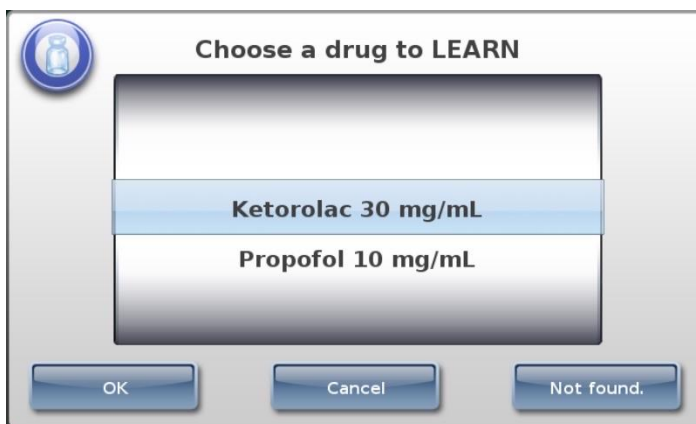 Choose a drug to LEARN
Ketorolac 30 mg/mL
Propofol 10 mg/mL
OK
Cancel
Not found.